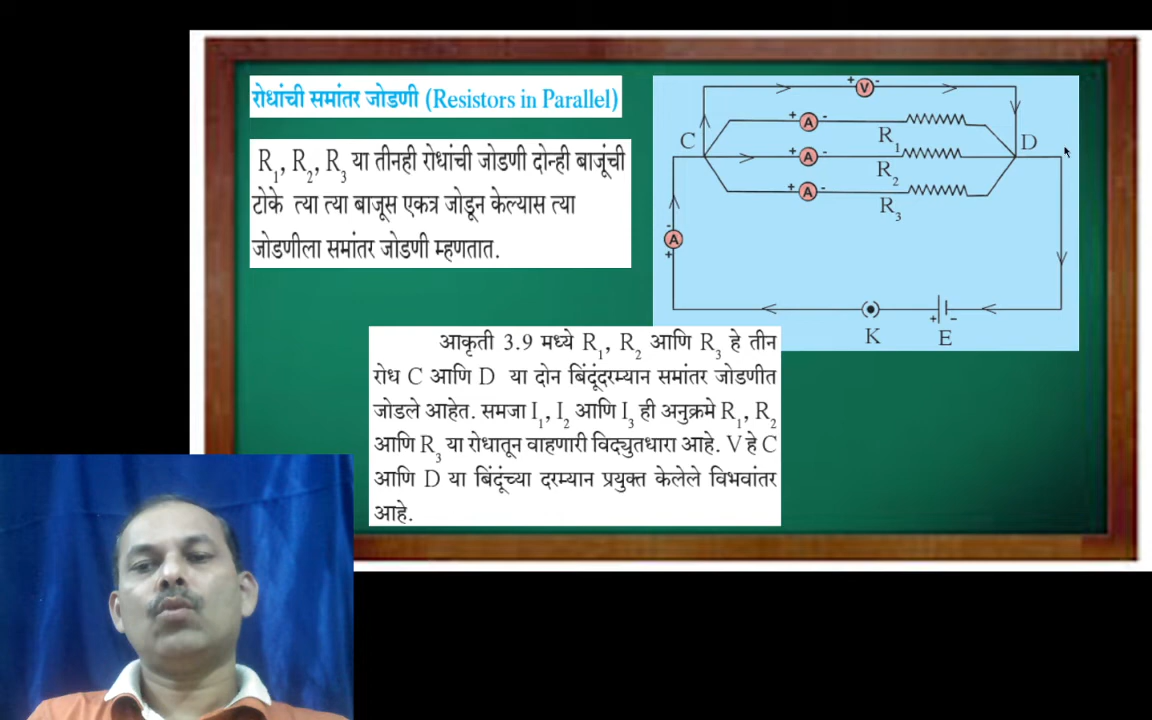 रोधांची समांतर जोडणी (Resistors in Parallel)
R₁, R₂, R₃ या तीनही रोधांची जोडणी दोन्ही बाजूंची
टोके त्या त्या बाजूस एकत्र जोडून केल्यास त्या
जोडणीला समांतर जोडणी म्हणतात.
+ V -
C + A - R₁ D
+ A - R₂
+ A - R₃
- A +
K + - E
आकृती 3.9 मध्ये R₁, R₂ आणि R₃ हे तीन
रोध C आणि D या दोन बिंदूंदरम्यान समांतर जोडणीत
जोडले आहेत. समजा I₁, I₂ आणि I₃ ही अनुक्रमे R₁, R₂
आणि R₃ या रोधातून वाहणारी विद्युतधारा आहे. V हे C
आणि D या बिंदूंच्या दरम्यान प्रयुक्त केलेले विभवांतर
आहे.